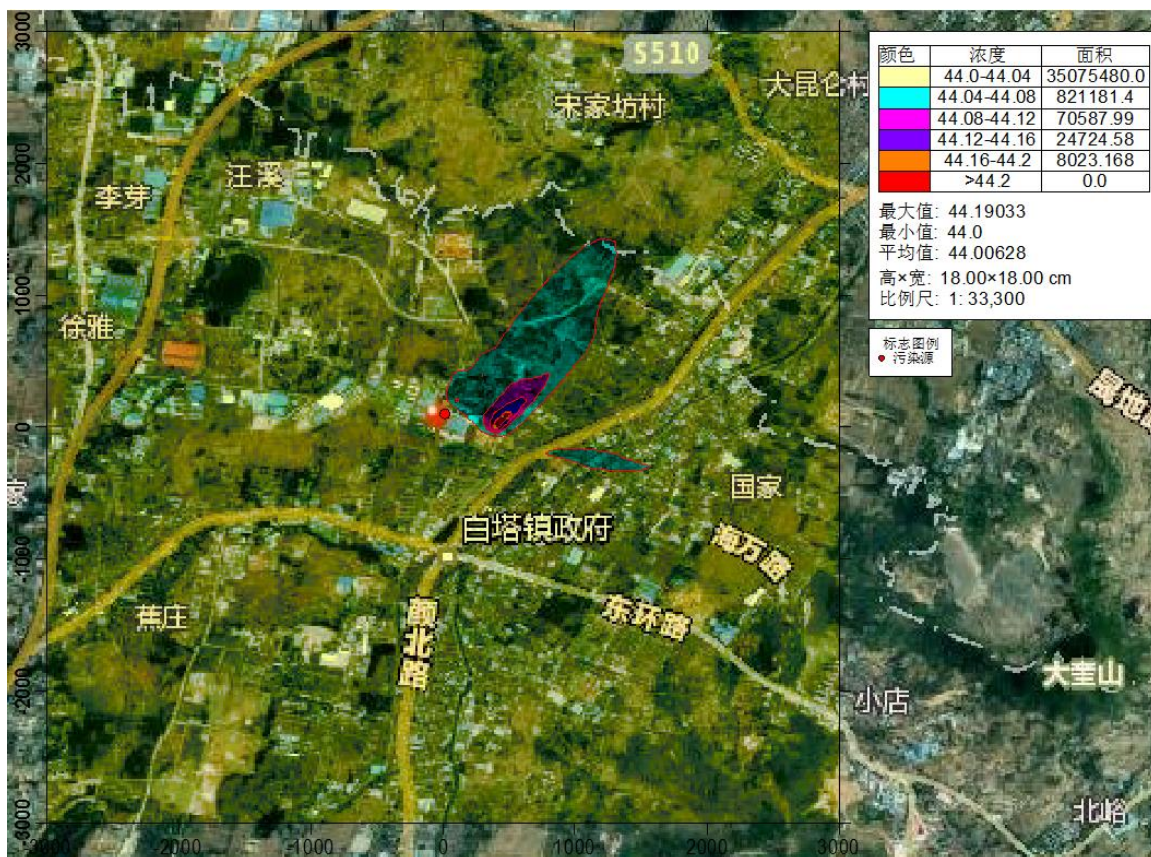 3000
S510
大昆仑村
宋家坊村
2000
汪溪
李芽
1000
徐雅
0
国家
白塔镇政府
海万路
-1000
东环路
蕉庄
颜北路
-2000
大奎山
小店
北峪
-3000
-3000 -2000 -1000 0 1000 2000 3000
颜色 浓度 面积
44.0-44.04 35075480.0
44.04-44.08 821181.4
44.08-44.12 70587.99
44.12-44.16 24724.58
44.16-44.2 8023.168
>44.2 0.0
最大值: 44.19033
最小值: 44.0
平均值: 44.00628
高×宽: 18.00×18.00 cm
比例尺: 1: 33,300
标志图例
污染源